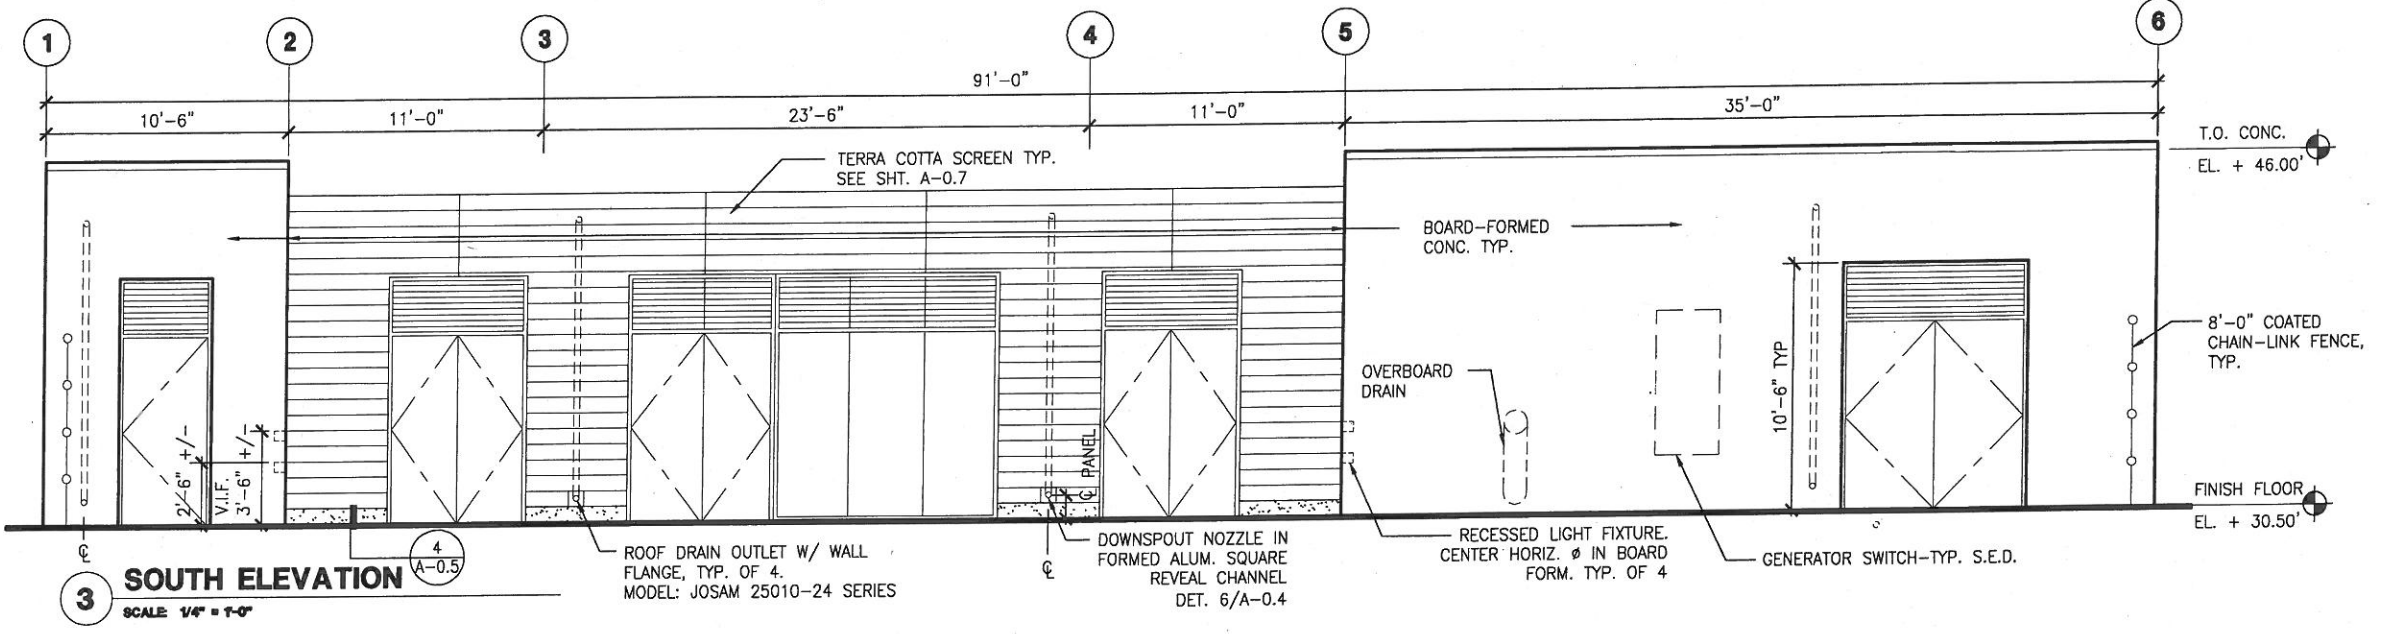 1
2
3
4
5
6
91'-0"
10'-6"
11'-0"
23'-6"
11'-0"
35'-0"
T.O. CONC.
EL. + 46.00'
TERRA COTTA SCREEN TYP.
SEE SHT. A-0.7
BOARD-FORMED
CONC. TYP.
8'-0" COATED
CHAIN-LINK FENCE,
TYP.
OVERBOARD
DRAIN
10'-6" TYP
2'-6" +/-
V.I.F.
3'-6" +/-
℄ PANEL
FINISH FLOOR
EL. + 30.50'
℄
℄
4
A-0.5
ROOF DRAIN OUTLET W/ WALL
FLANGE, TYP. OF 4.
MODEL: JOSAM 25010-24 SERIES
DOWNSPOUT NOZZLE IN
FORMED ALUM. SQUARE
REVEAL CHANNEL
DET. 6/A-0.4
RECESSED LIGHT FIXTURE.
CENTER HORIZ. ø IN BOARD
FORM. TYP. OF 4
GENERATOR SWITCH-TYP. S.E.D.
3
SOUTH ELEVATION
SCALE: 1/4" = 1'-0"